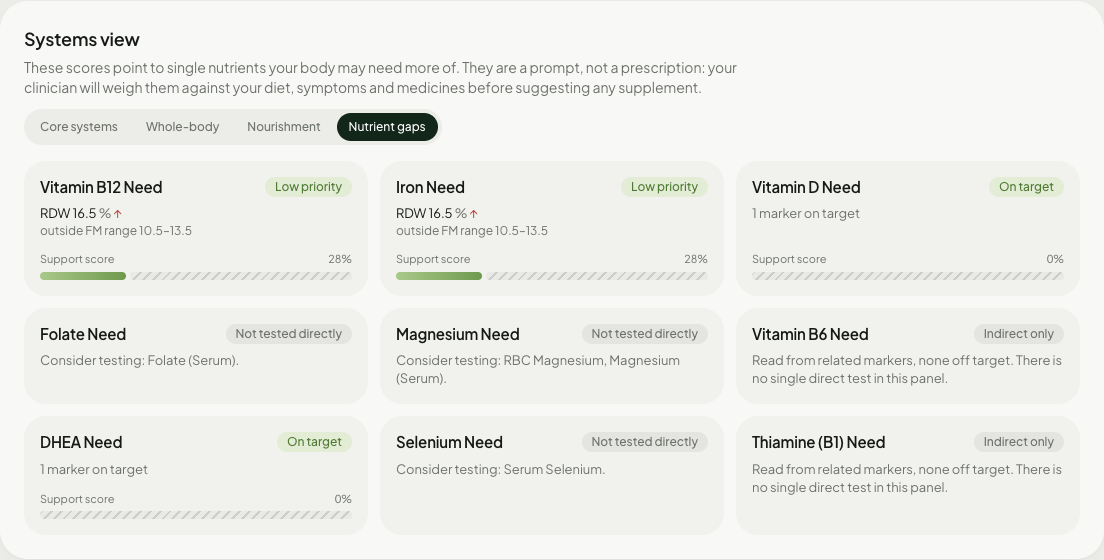 Systems view
These scores point to single nutrients your body may need more of. They are a prompt, not a prescription: your
clinician will weigh them against your diet, symptoms and medicines before suggesting any supplement.
Core systems
Whole-body
Nourishment
Nutrient gaps
Vitamin B12 Need
Low priority
RDW 16.5 % ↑
outside FM range 10.5–13.5
Support score
28%
Iron Need
Low priority
RDW 16.5 % ↑
outside FM range 10.5–13.5
Support score
28%
Vitamin D Need
On target
1 marker on target
Support score
0%
Folate Need
Not tested directly
Consider testing: Folate (Serum).
Magnesium Need
Not tested directly
Consider testing: RBC Magnesium, Magnesium
(Serum).
Vitamin B6 Need
Indirect only
Read from related markers, none off target. There is
no single direct test in this panel.
DHEA Need
On target
1 marker on target
Support score
0%
Selenium Need
Not tested directly
Consider testing: Serum Selenium.
Thiamine (B1) Need
Indirect only
Read from related markers, none off target. There is
no single direct test in this panel.